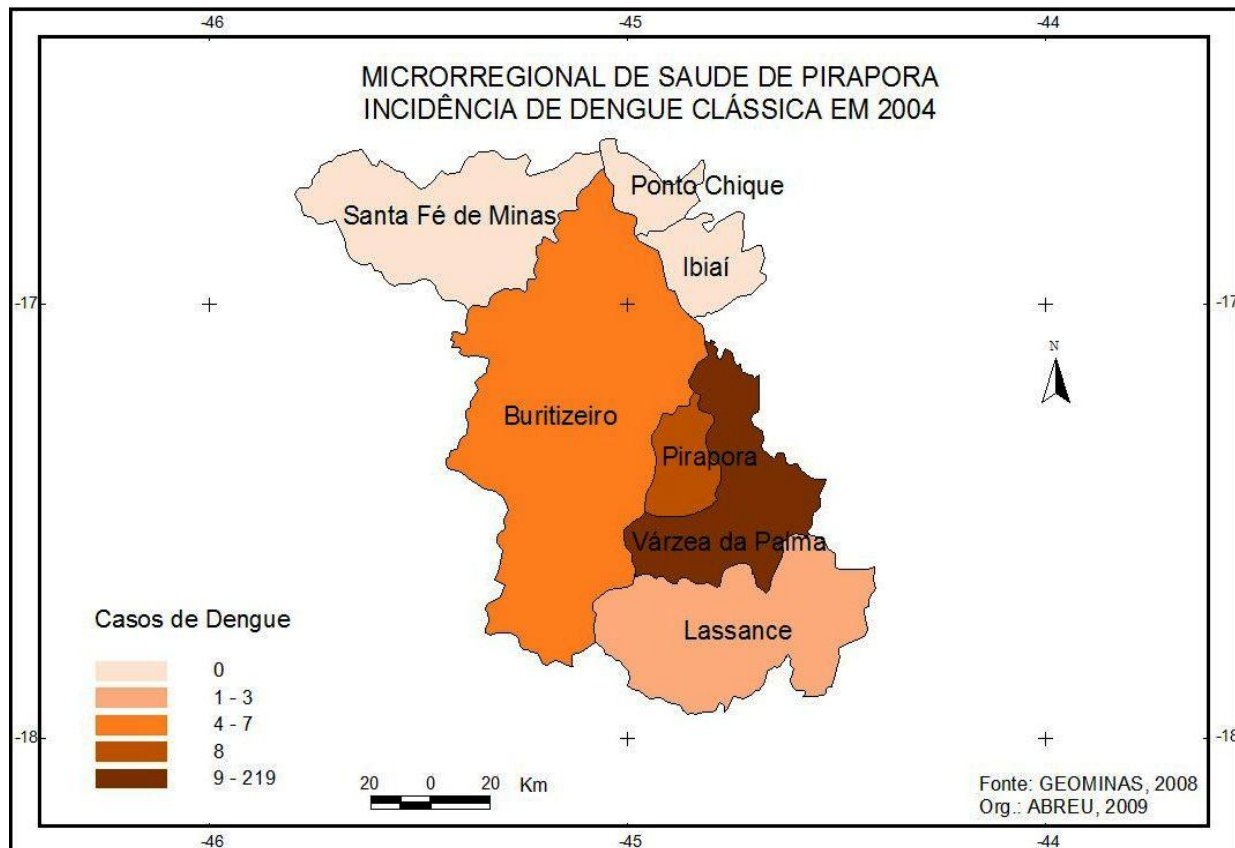 -46 -45 -44
MICRORREGIONAL DE SAUDE DE PIRAPORA
INCIDÊNCIA DE DENGUE CLÁSSICA EM 2004
Ponto Chique
Santa Fé de Minas
Ibiaí
-17 -17
N
Buritizeiro
Pirapora
Várzea da Palma
Lassance
Casos de Dengue
0
1 - 3
4 - 7
8
9 - 219
-18 -18
20 0 20 Km
Fonte: GEOMINAS, 2008
Org.: ABREU, 2009
-46 -45 -44